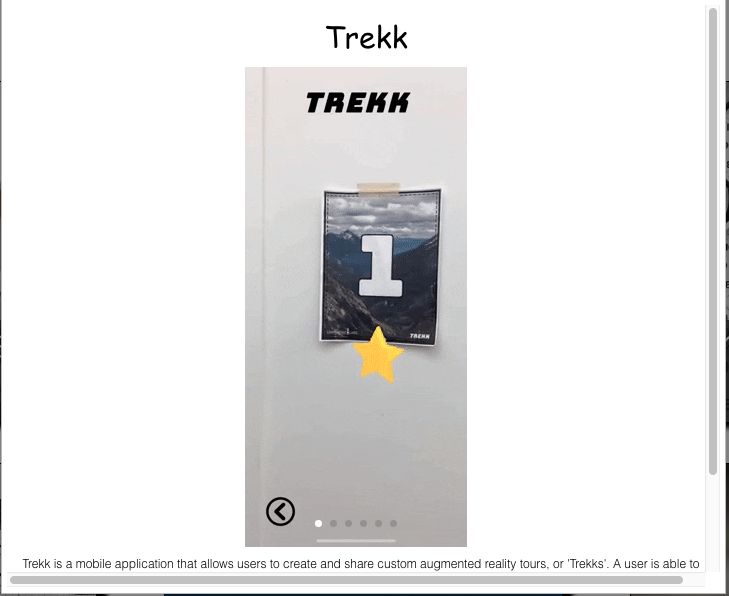 Trekk
TREKK
1
TREKK
Trekk is a mobile application that allows users to create and share custom augmented reality tours, or 'Trekks'. A user is able to